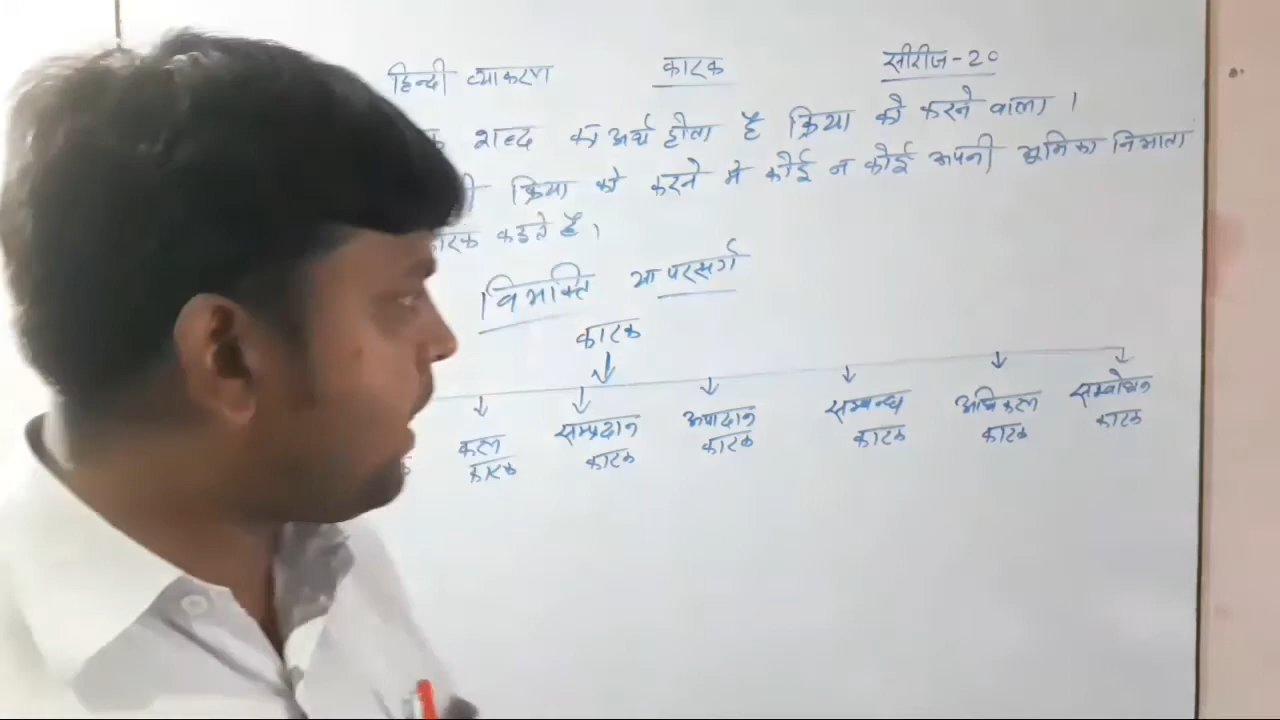 हिन्दी व्याकरण कारक सीरीज-20
शब्द का अर्थ होता है क्रिया को करने वाला ।
क्रिया को करने मे कोई न कोई अपनी भूमिका निभाता
कारक कहते है ।
विभक्ति या परसर्ग
कारक
करण सम्प्रदान अपादान सम्बन्ध अधिकरण सम्बोधन
कारक कारक कारक कारक कारक कारक